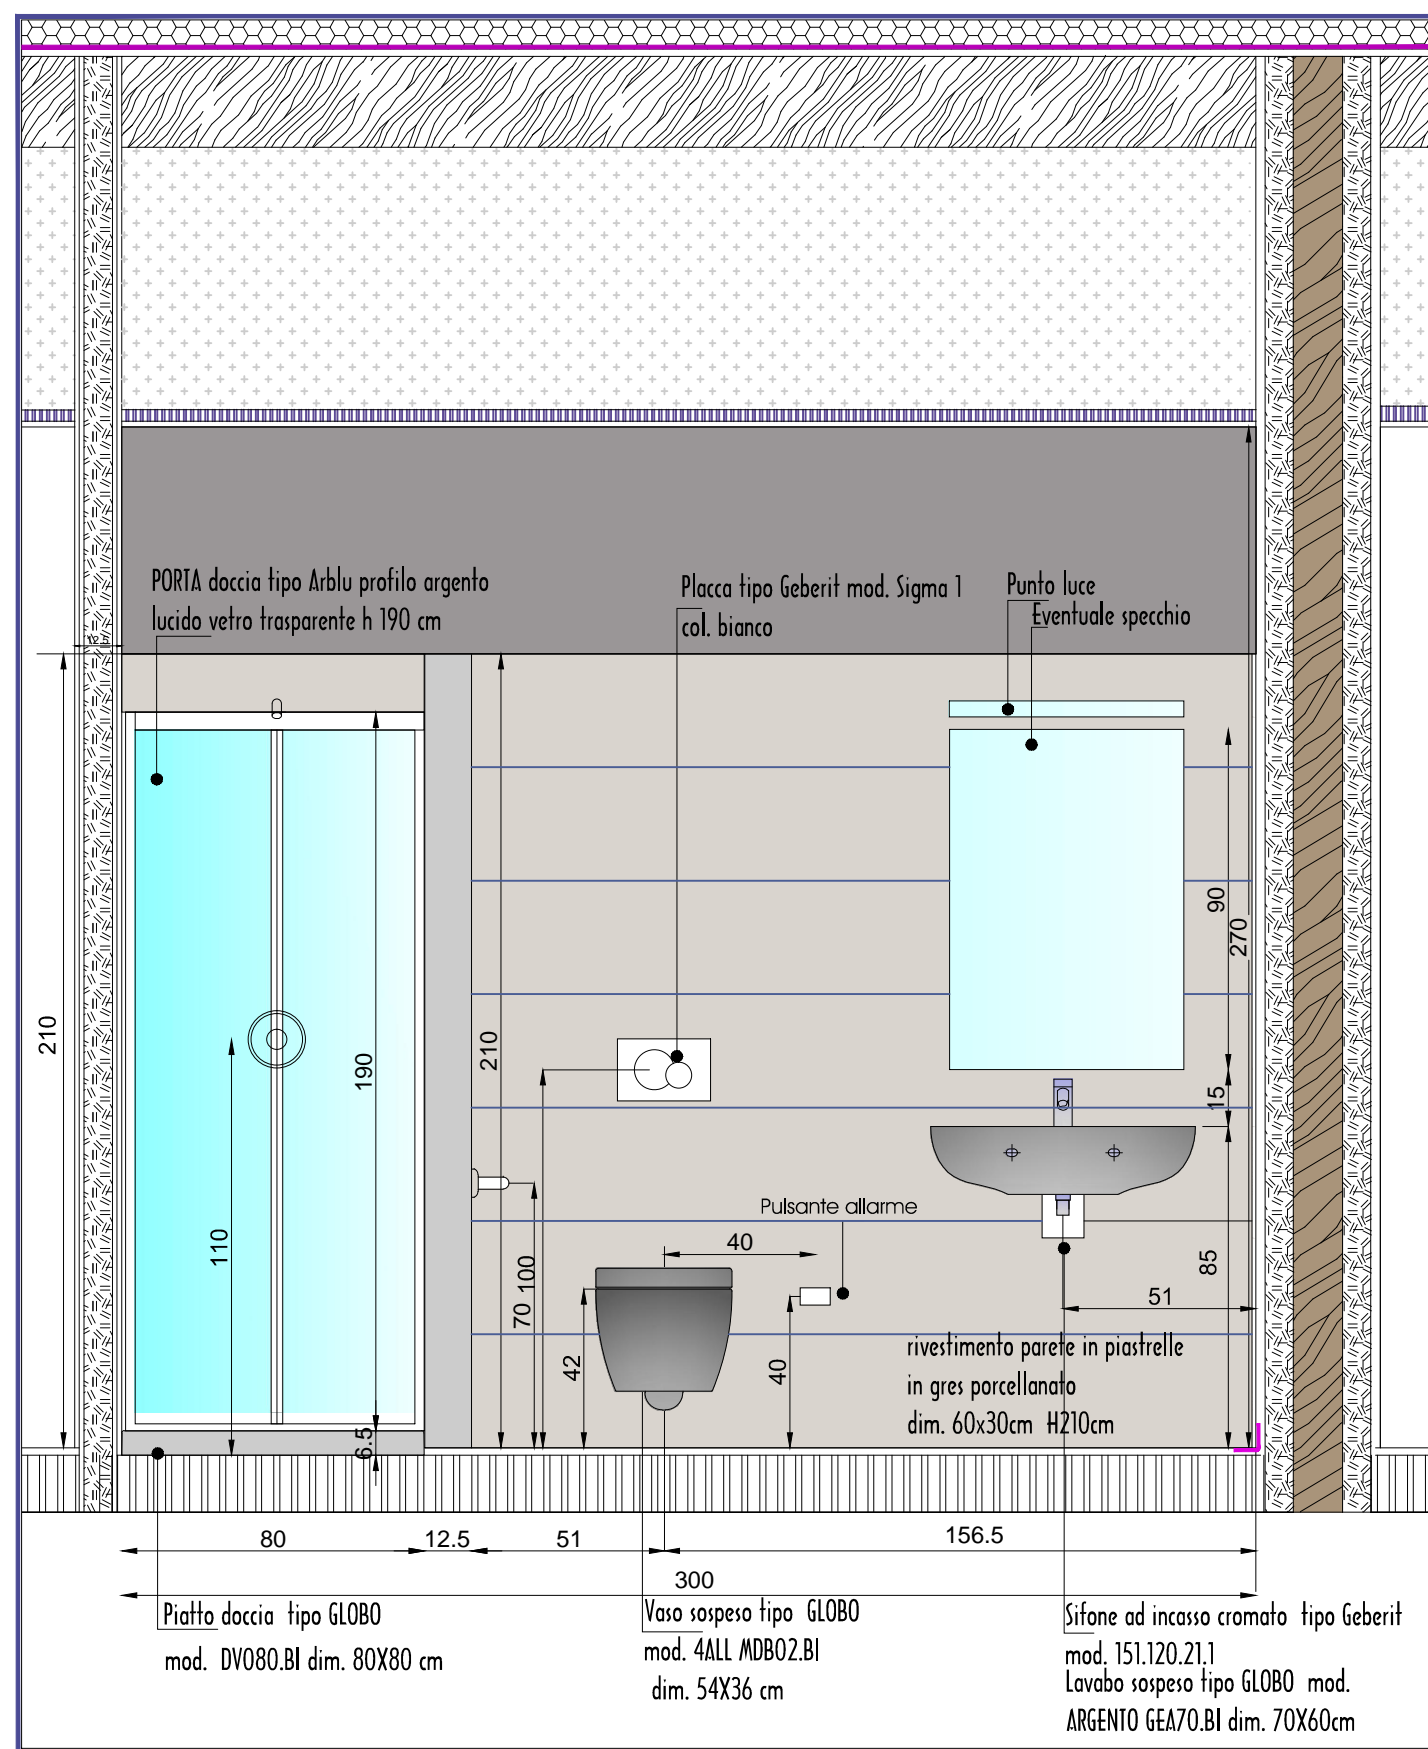 PORTA doccia tipo Arblu profilo argento
lucido vetro trasparente h 190 cm
Placca tipo Geberit mod. Sigma 1
col. bianco
Punto luce
Eventuale specchio
12.5
210
190
110
6.5
210
100
70
42
40
40
Pulsante allarme
90
270
15
85
51
rivestimento parete in piastrelle
in gres porcellanato
dim. 60x30cm H210cm
80
12.5
51
156.5
300
Piatto doccia tipo GLOBO
mod. DV080.BI dim. 80X80 cm
Vaso sospeso tipo GLOBO
mod. 4ALL MDB02.BI
dim. 54X36 cm
Sifone ad incasso cromato tipo Geberit
mod. 151.120.21.1
Lavabo sospeso tipo GLOBO mod.
ARGENTO GEA70.BI dim. 70X60cm